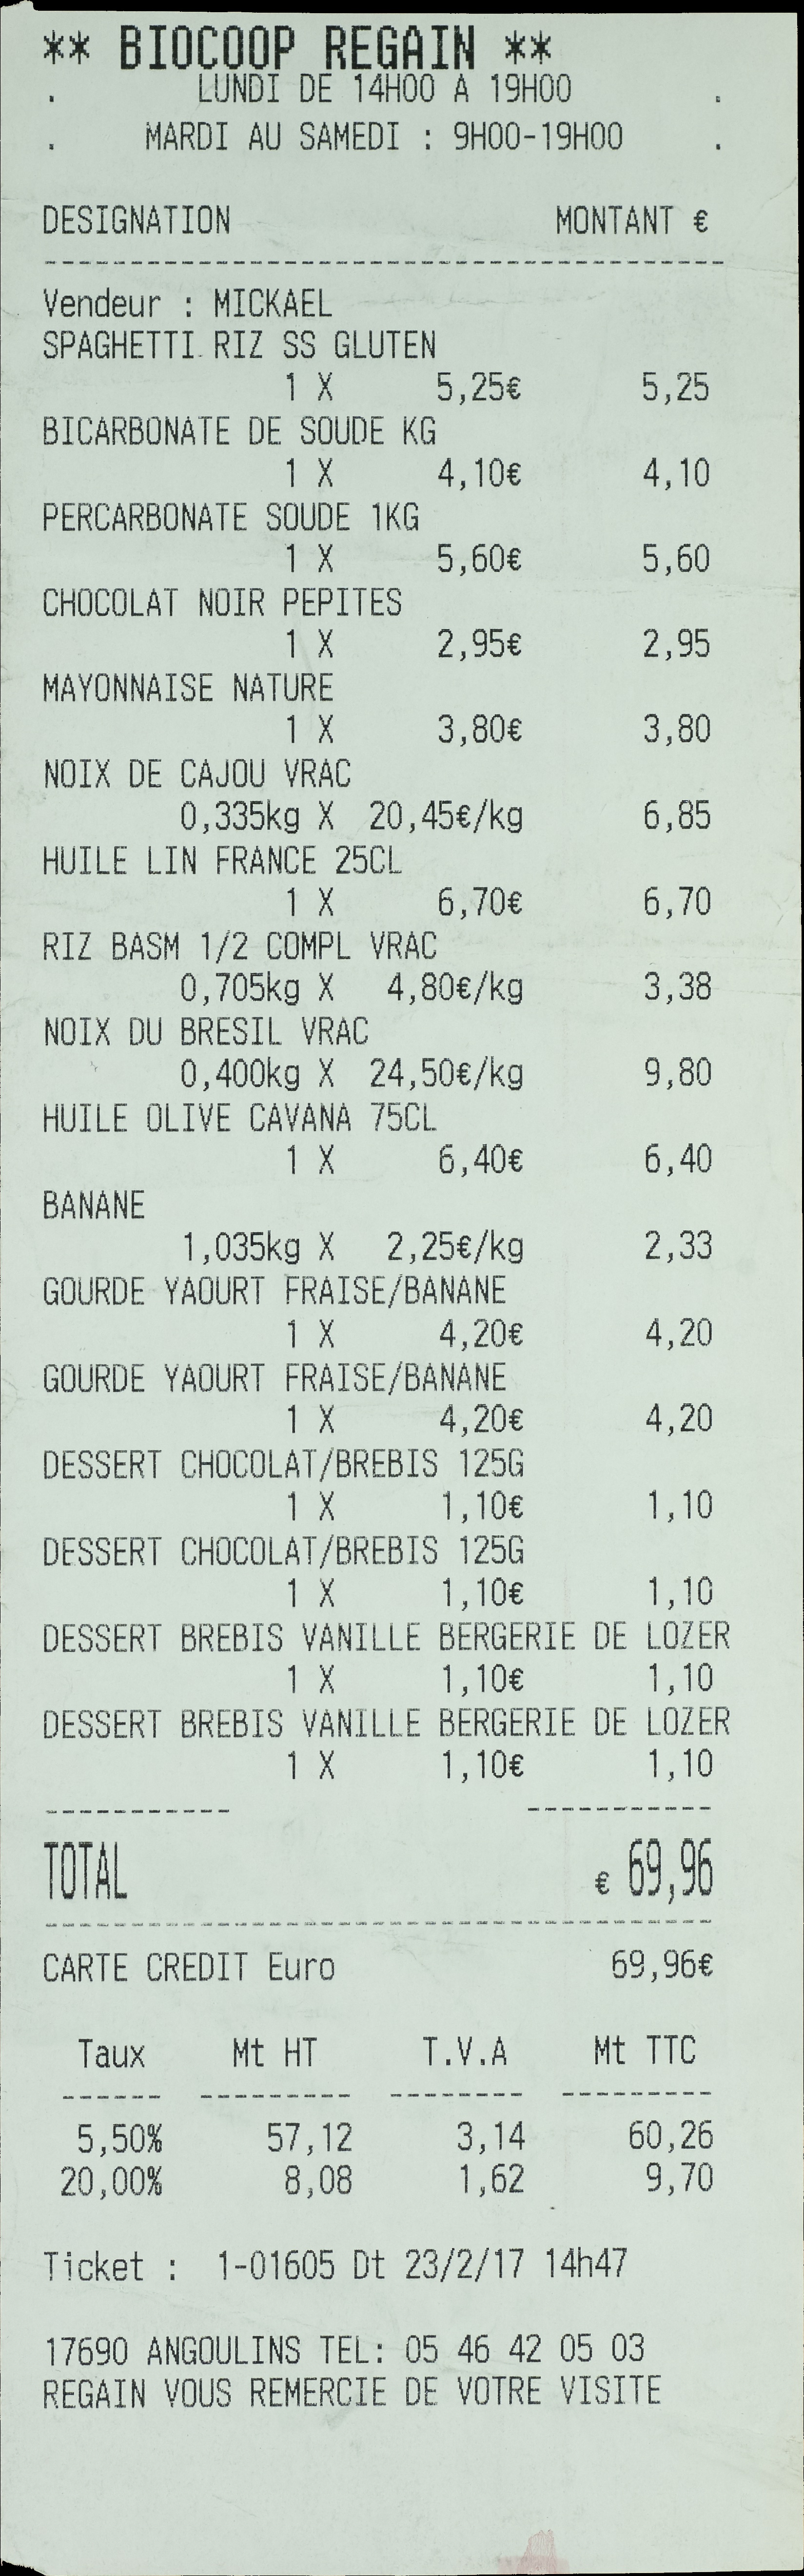 ** BIOCOOP REGAIN **
. LUNDI DE 14H00 A 19H00 .
. MARDI AU SAMEDI : 9H00-19H00 .
DESIGNATION MONTANT €
----------------------------------------
Vendeur : MICKAEL
SPAGHETTI RIZ SS GLUTEN
1 X 5,25€ 5,25
BICARBONATE DE SOUDE KG
1 X 4,10€ 4,10
PERCARBONATE SOUDE 1KG
1 X 5,60€ 5,60
CHOCOLAT NOIR PEPITES
1 X 2,95€ 2,95
MAYONNAISE NATURE
1 X 3,80€ 3,80
NOIX DE CAJOU VRAC
0,335kg X 20,45€/kg 6,85
HUILE LIN FRANCE 25CL
1 X 6,70€ 6,70
RIZ BASM 1/2 COMPL VRAC
0,705kg X 4,80€/kg 3,38
NOIX DU BRESIL VRAC
0,400kg X 24,50€/kg 9,80
HUILE OLIVE CAVANA 75CL
1 X 6,40€ 6,40
BANANE
1,035kg X 2,25€/kg 2,33
GOURDE YAOURT FRAISE/BANANE
1 X 4,20€ 4,20
GOURDE YAOURT FRAISE/BANANE
1 X 4,20€ 4,20
DESSERT CHOCOLAT/BREBIS 125G
1 X 1,10€ 1,10
DESSERT CHOCOLAT/BREBIS 125G
1 X 1,10€ 1,10
DESSERT BREBIS VANILLE BERGERIE DE LOZER
1 X 1,10€ 1,10
DESSERT BREBIS VANILLE BERGERIE DE LOZER
1 X 1,10€ 1,10
----------- -----------
TOTAL € 69,96
---------------------------------------
CARTE CREDIT Euro 69,96€
Taux Mt HT T.V.A Mt TTC
------ --------- -------- ---------
5,50% 57,12 3,14 60,26
20,00% 8,08 1,62 9,70
Ticket : 1-01605 Dt 23/2/17 14h47
17690 ANGOULINS TEL: 05 46 42 05 03
REGAIN VOUS REMERCIE DE VOTRE VISITE